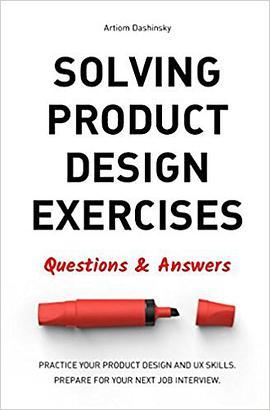 Artiom Dashinsky
SOLVING
PRODUCT
DESIGN
EXERCISES
Questions & Answers
PRACTICE YOUR PRODUCT DESIGN AND UX SKILLS.
PREPARE FOR YOUR NEXT JOB INTERVIEW.